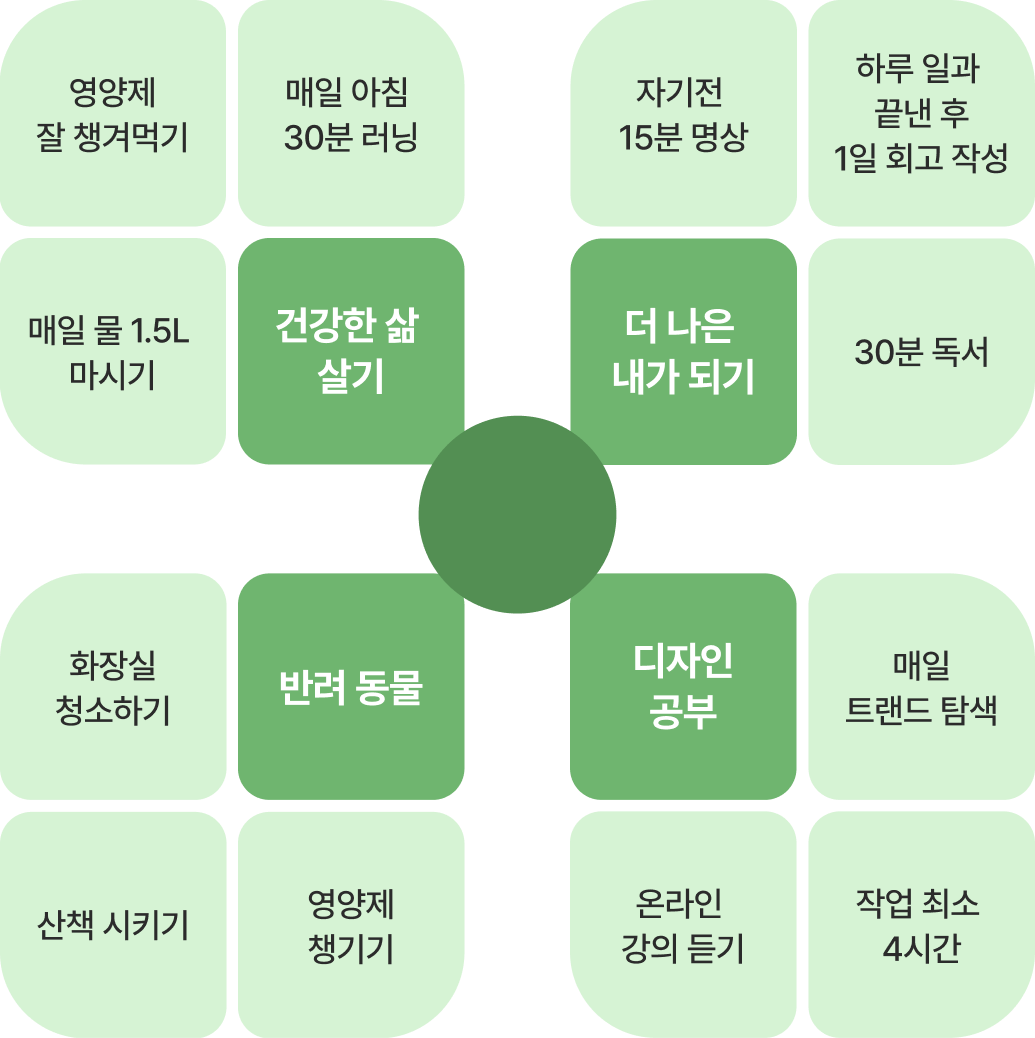 영양제
잘 챙겨먹기
매일 아침
30분 러닝
자기전
15분 명상
하루 일과
끝낸 후
1일 회고 작성
매일 물 1.5L
마시기
건강한 삶
살기
더 나은
내가 되기
30분 독서
화장실
청소하기
반려 동물
디자인
공부
매일
트랜드 탐색
산책 시키기
영양제
챙기기
온라인
강의 듣기
작업 최소
4시간